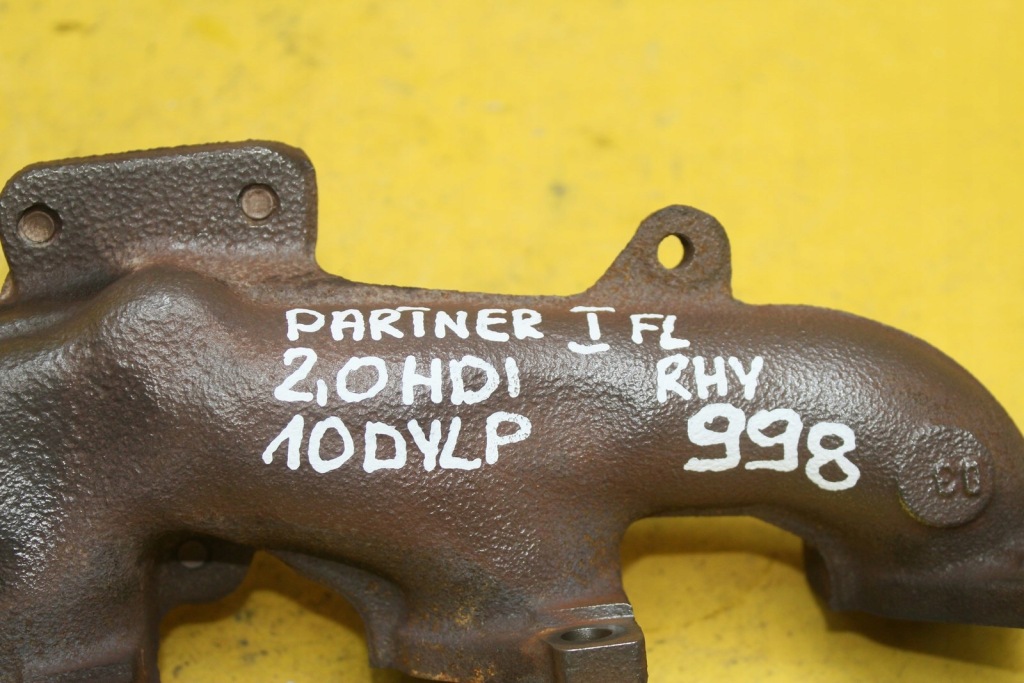 PARTNER I FL
2,0HDI RHY
10DYLP 998